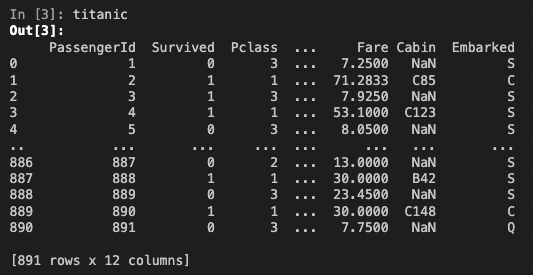 In [3]: titanic
Out[3]:
     PassengerId  Survived  Pclass  ...     Fare Cabin  Embarked
0              1         0       3  ...   7.2500   NaN         S
1              2         1       1  ...  71.2833   C85         C
2              3         1       3  ...   7.9250   NaN         S
3              4         1       1  ...  53.1000  C123         S
4              5         0       3  ...   8.0500   NaN         S
..           ...       ...     ...  ...      ...   ...       ...
886          887         0       2  ...  13.0000   NaN         S
887          888         1       1  ...  30.0000   B42         S
888          889         0       3  ...  23.4500   NaN         S
889          890         1       1  ...  30.0000  C148         C
890          891         0       3  ...   7.7500   NaN         Q
[891 rows x 12 columns]